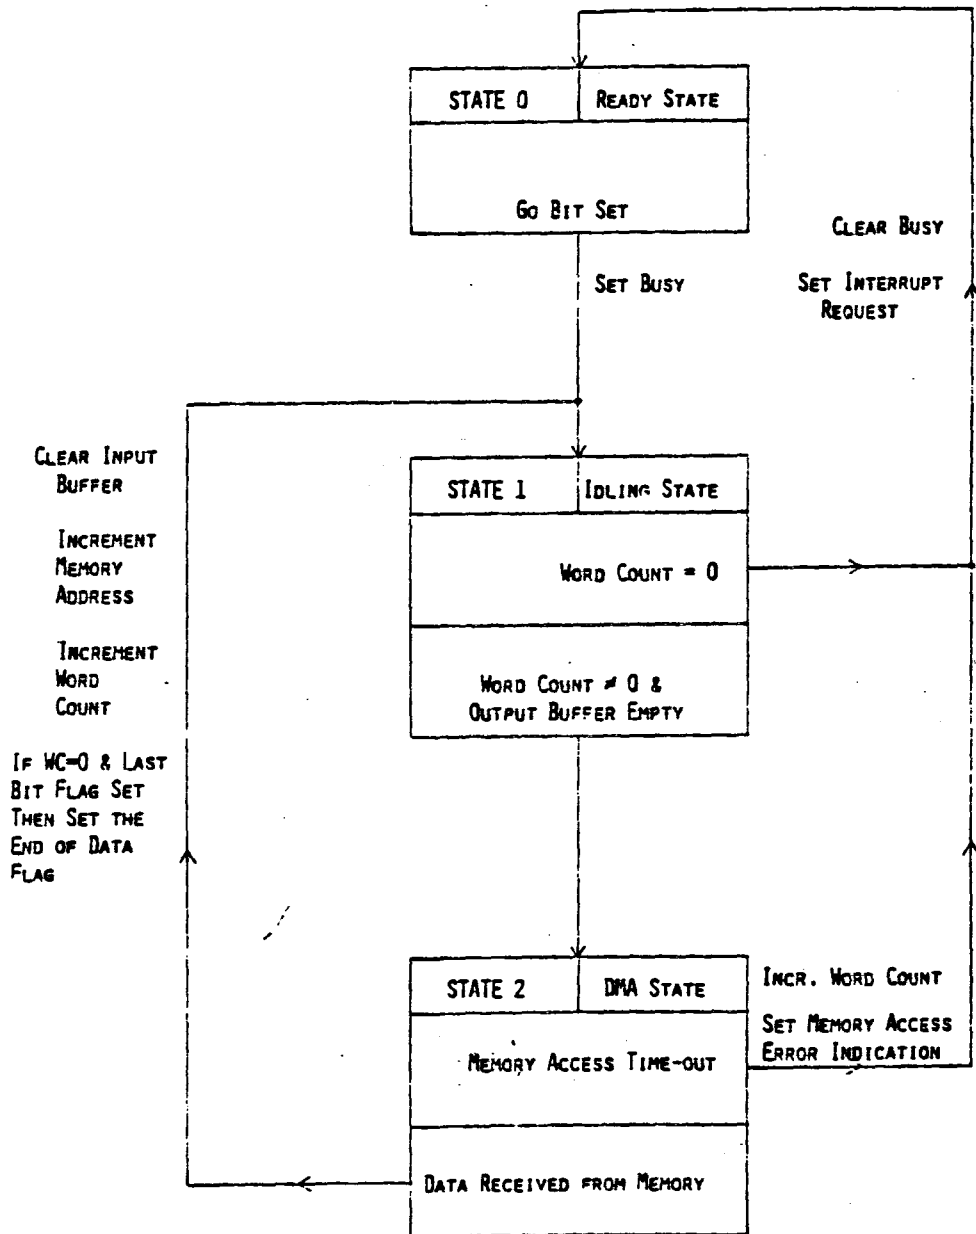 STATE 0
READY STATE
GO BIT SET
SET BUSY
CLEAR BUSY
SET INTERRUPT
REQUEST
CLEAR INPUT
BUFFER
INCREMENT
MEMORY
ADDRESS
INCREMENT
WORD
COUNT
IF WC=0 & LAST
BIT FLAG SET
THEN SET THE
END OF DATA
FLAG
STATE 1
IDLING STATE
WORD COUNT = 0
WORD COUNT ≠ 0 &
OUTPUT BUFFER EMPTY
STATE 2
DMA STATE
MEMORY ACCESS TIME-OUT
DATA RECEIVED FROM MEMORY
INCR. WORD COUNT
SET MEMORY ACCESS
ERROR INDICATION